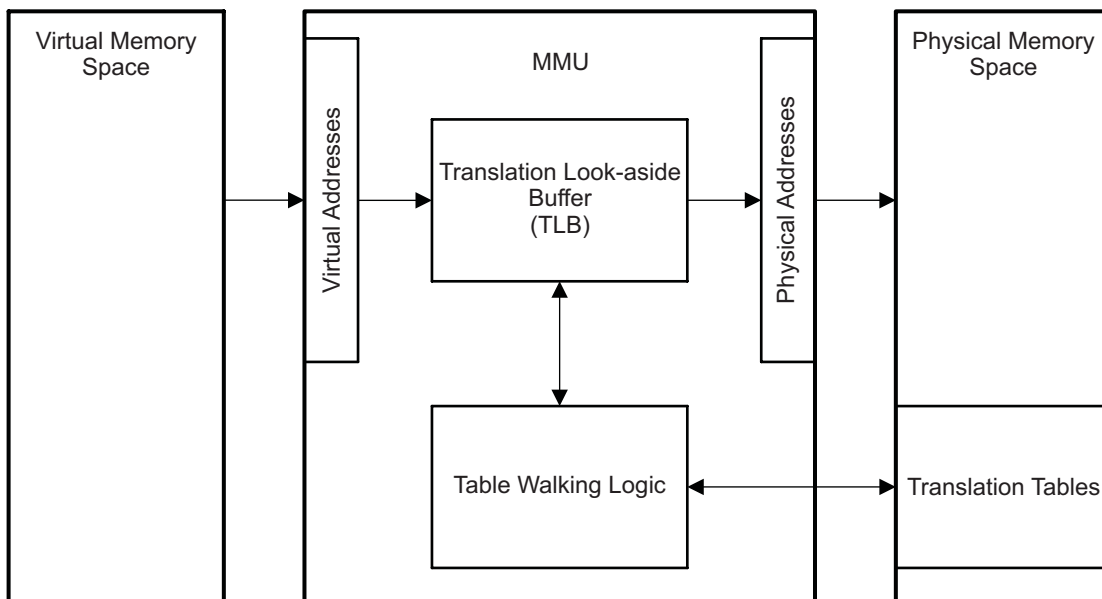 Virtual Memory
Space
MMU
Physical Memory
Space
Virtual Addresses
Translation Look-aside
Buffer
(TLB)
Physical Addresses
Table Walking Logic
Translation Tables